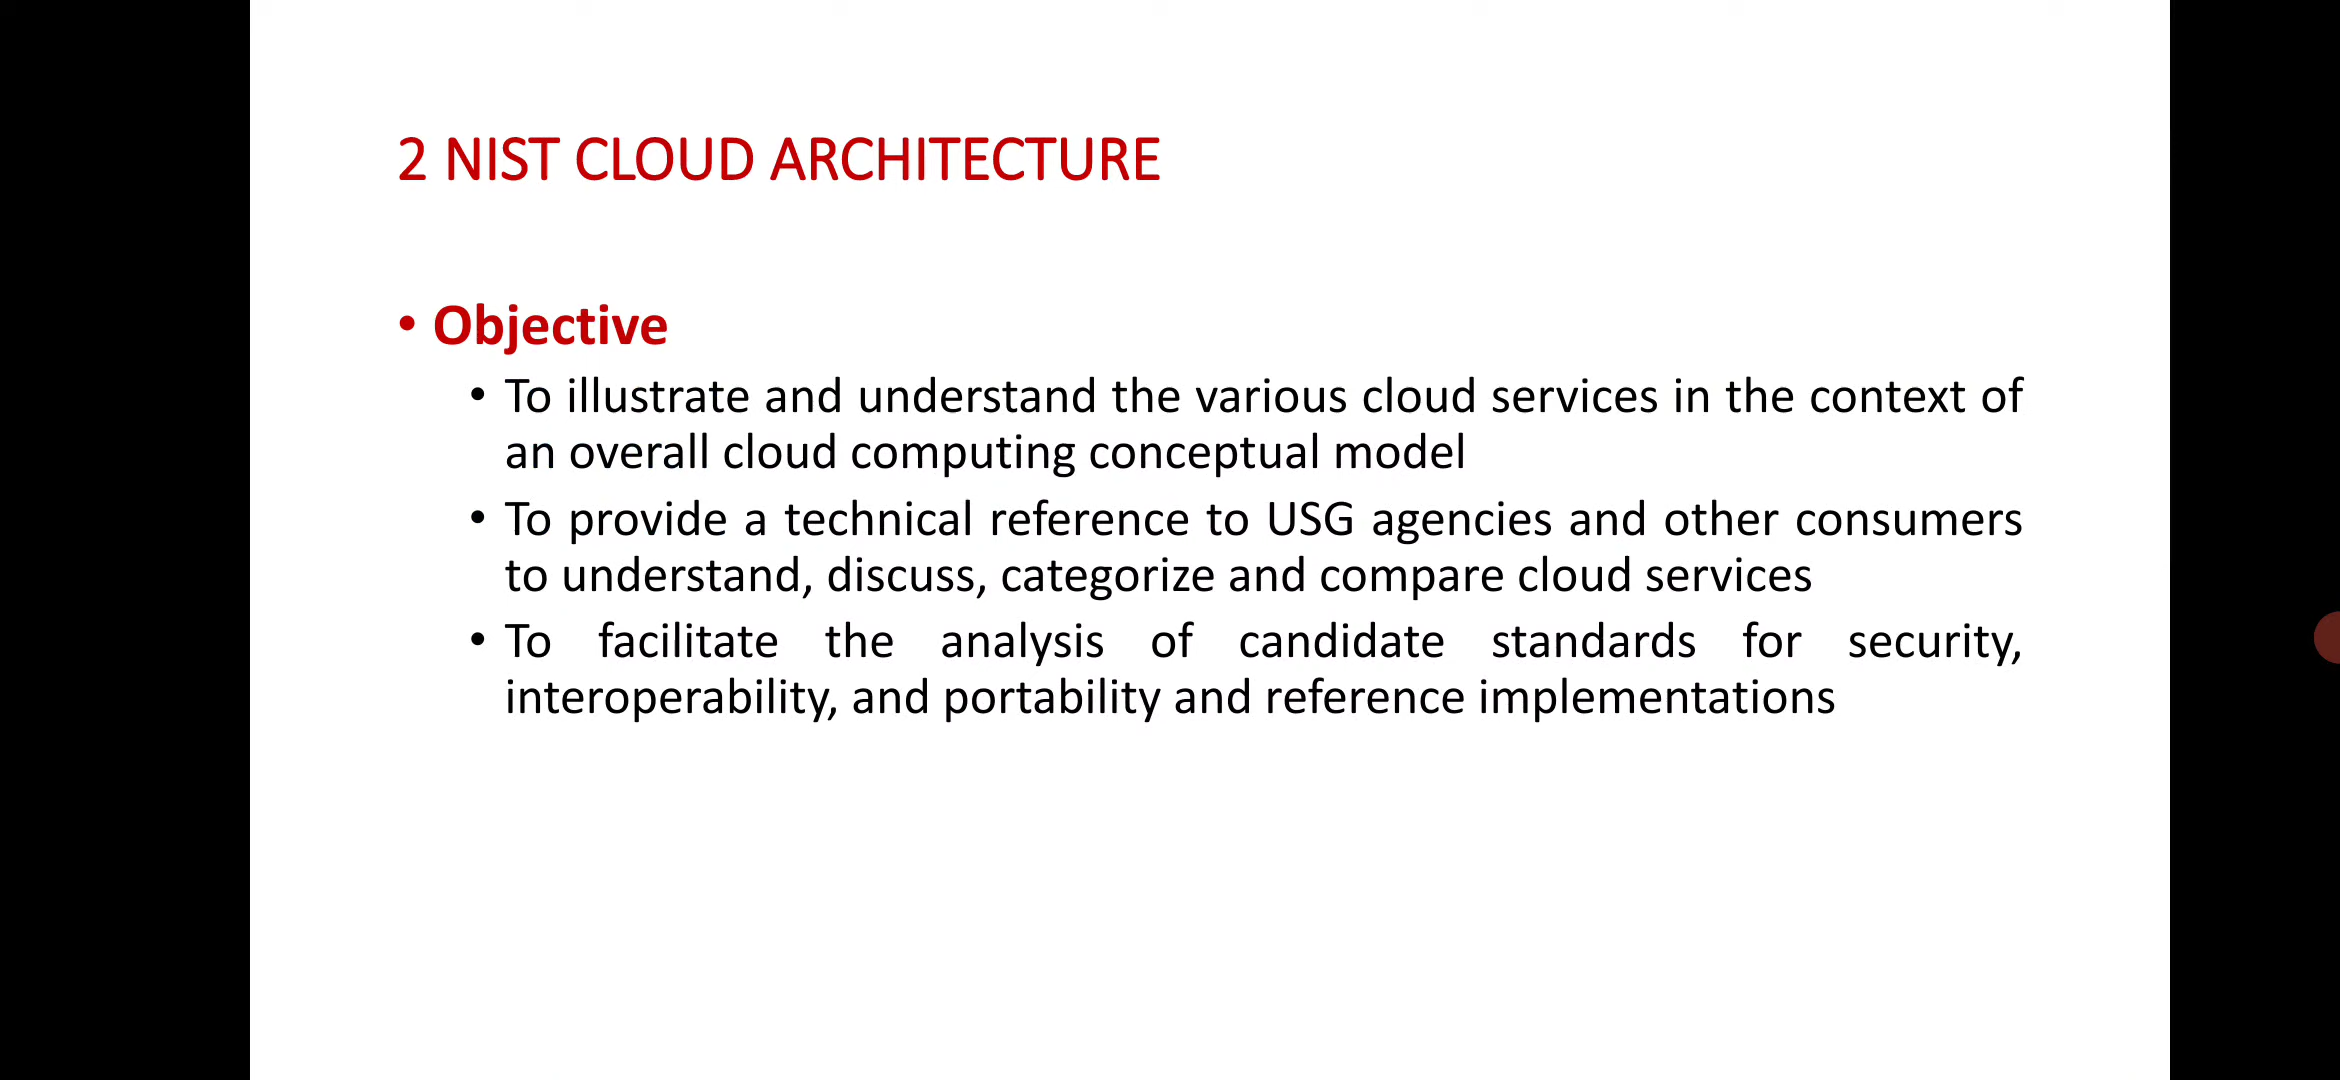 2 NIST CLOUD ARCHITECTURE
• Objective
• To illustrate and understand the various cloud services in the context of
an overall cloud computing conceptual model
• To provide a technical reference to USG agencies and other consumers
to understand, discuss, categorize and compare cloud services
• To facilitate the analysis of candidate standards for security,
interoperability, and portability and reference implementations